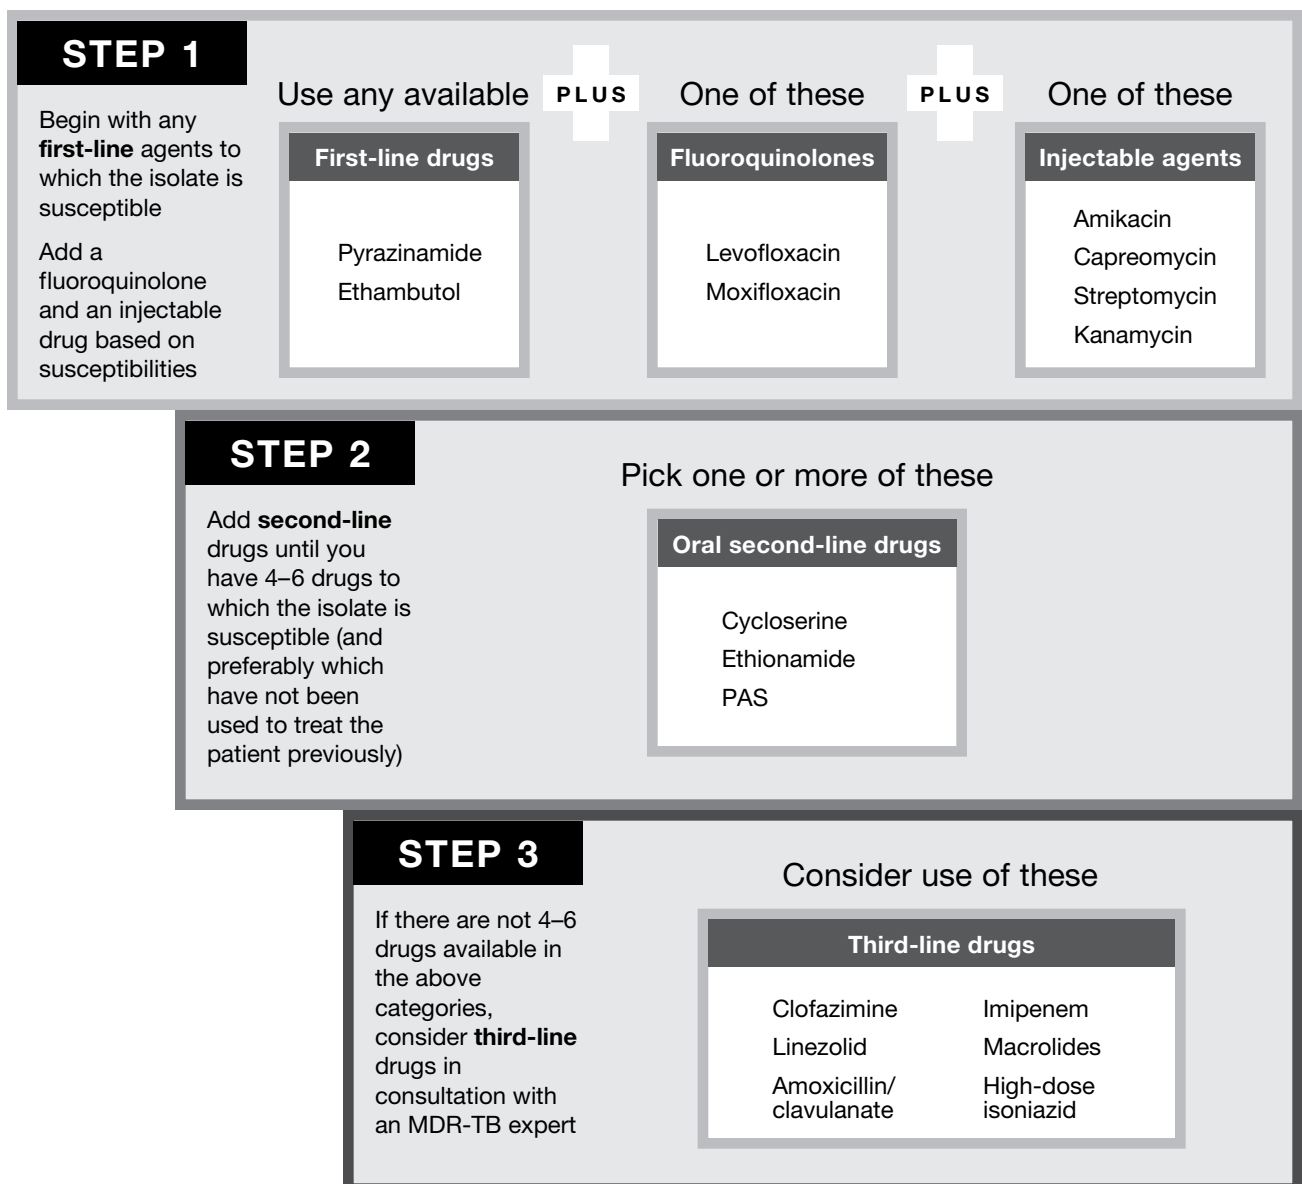 STEP 1
Begin with any
first-line agents to
which the isolate is
susceptible
Add a
fluoroquinolone
and an injectable
drug based on
susceptibilities
Use any available
PLUS
One of these
PLUS
One of these
First-line drugs
Pyrazinamide
Ethambutol
Fluoroquinolones
Levofloxacin
Moxifloxacin
Injectable agents
Amikacin
Capreomycin
Streptomycin
Kanamycin
STEP 2
Add second-line
drugs until you
have 4–6 drugs to
which the isolate is
susceptible (and
preferably which
have not been
used to treat the
patient previously)
Pick one or more of these
Oral second-line drugs
Cycloserine
Ethionamide
PAS
STEP 3
If there are not 4–6
drugs available in
the above
categories,
consider third-line
drugs in
consultation with
an MDR-TB expert
Consider use of these
Third-line drugs
Clofazimine
Linezolid
Amoxicillin/
clavulanate
Imipenem
Macrolides
High-dose
isoniazid